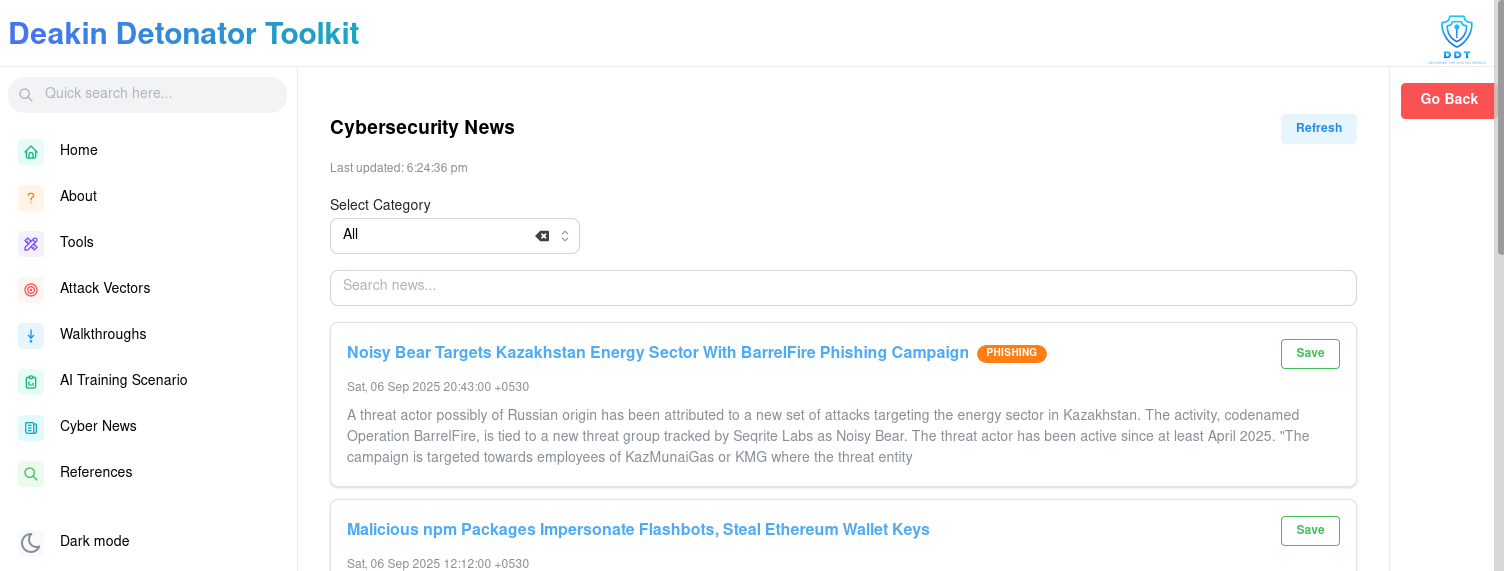 Deakin Detonator Toolkit
DDT
Quick search here...
Go Back
Home
About
Tools
Attack Vectors
Walkthroughs
AI Training Scenario
Cyber News
References
Dark mode
Cybersecurity News
Refresh
Last updated: 6:24:36 pm
Select Category
All
Search news...
Noisy Bear Targets Kazakhstan Energy Sector With BarrelFire Phishing Campaign PHISHING
Save
Sat, 06 Sep 2025 20:43:00 +0530
A threat actor possibly of Russian origin has been attributed to a new set of attacks targeting the energy sector in Kazakhstan. The activity, codenamed
Operation BarrelFire, is tied to a new threat group tracked by Seqrite Labs as Noisy Bear. The threat actor has been active since at least April 2025. "The
campaign is targeted towards employees of KazMunaiGas or KMG where the threat entity
Malicious npm Packages Impersonate Flashbots, Steal Ethereum Wallet Keys
Save
Sat, 06 Sep 2025 12:12:00 +0530